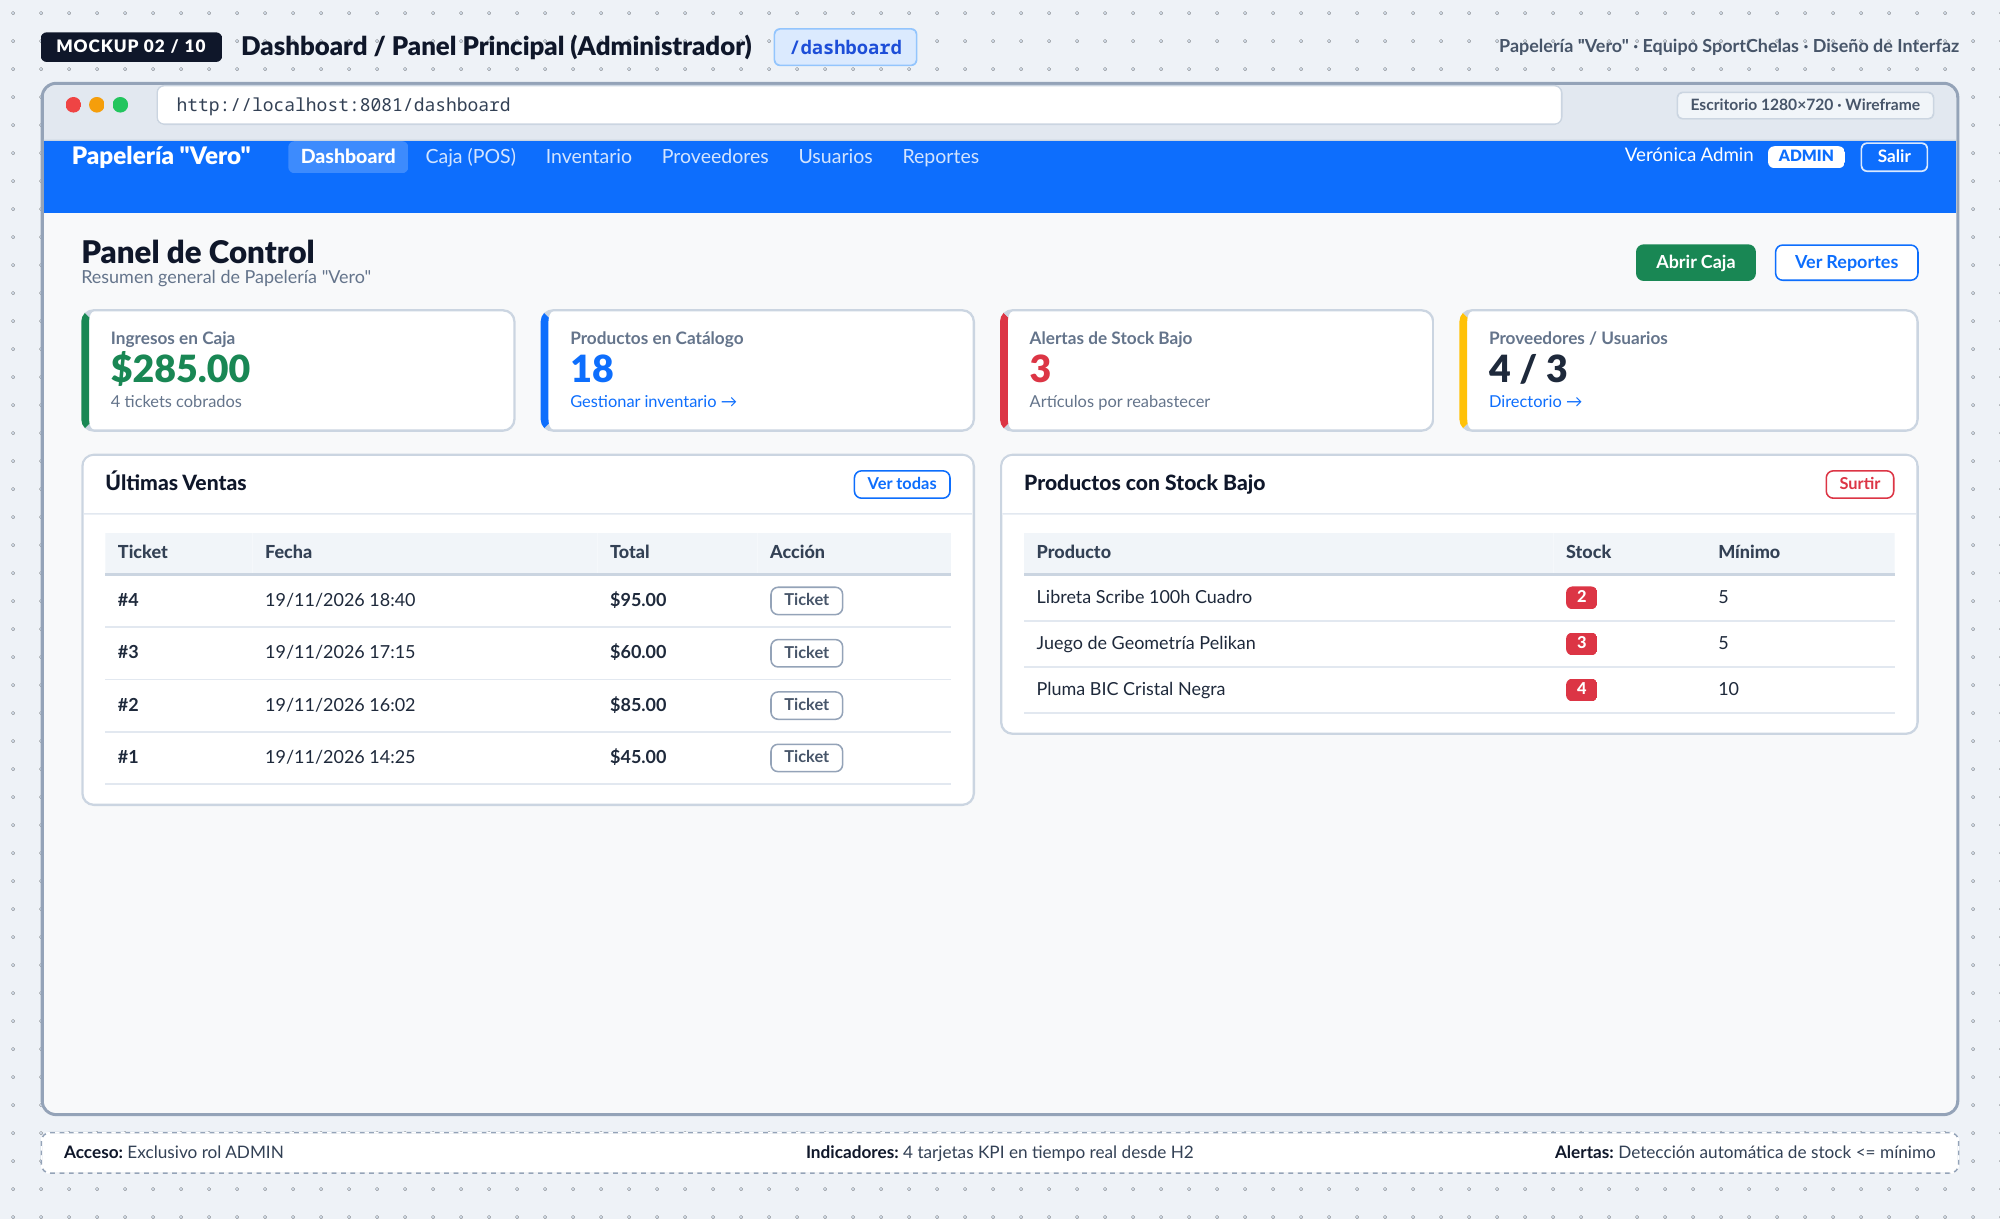 MOCKUP 02 / 10 Dashboard / Panel Principal (Administrador) /dashboard Papelería "Vero" · Equipo SportChelas · Diseño de Interfaz
http://localhost:8081/dashboard Escritorio 1280×720 · Wireframe
Papelería "Vero" Dashboard Caja (POS) Inventario Proveedores Usuarios Reportes Verónica Admin ADMIN Salir
Panel de Control
Resumen general de Papelería "Vero"
Abrir Caja Ver Reportes
Ingresos en Caja
$285.00
4 tickets cobrados
Productos en Catálogo
18
Gestionar inventario →
Alertas de Stock Bajo
3
Artículos por reabastecer
Proveedores / Usuarios
4 / 3
Directorio →
Últimas Ventas Ver todas
Ticket Fecha Total Acción
#4 19/11/2026 18:40 $95.00 Ticket
#3 19/11/2026 17:15 $60.00 Ticket
#2 19/11/2026 16:02 $85.00 Ticket
#1 19/11/2026 14:25 $45.00 Ticket
Productos con Stock Bajo Surtir
Producto Stock Mínimo
Libreta Scribe 100h Cuadro 2 5
Juego de Geometría Pelikan 3 5
Pluma BIC Cristal Negra 4 10
Acceso: Exclusivo rol ADMIN Indicadores: 4 tarjetas KPI en tiempo real desde H2 Alertas: Detección automática de stock <= mínimo